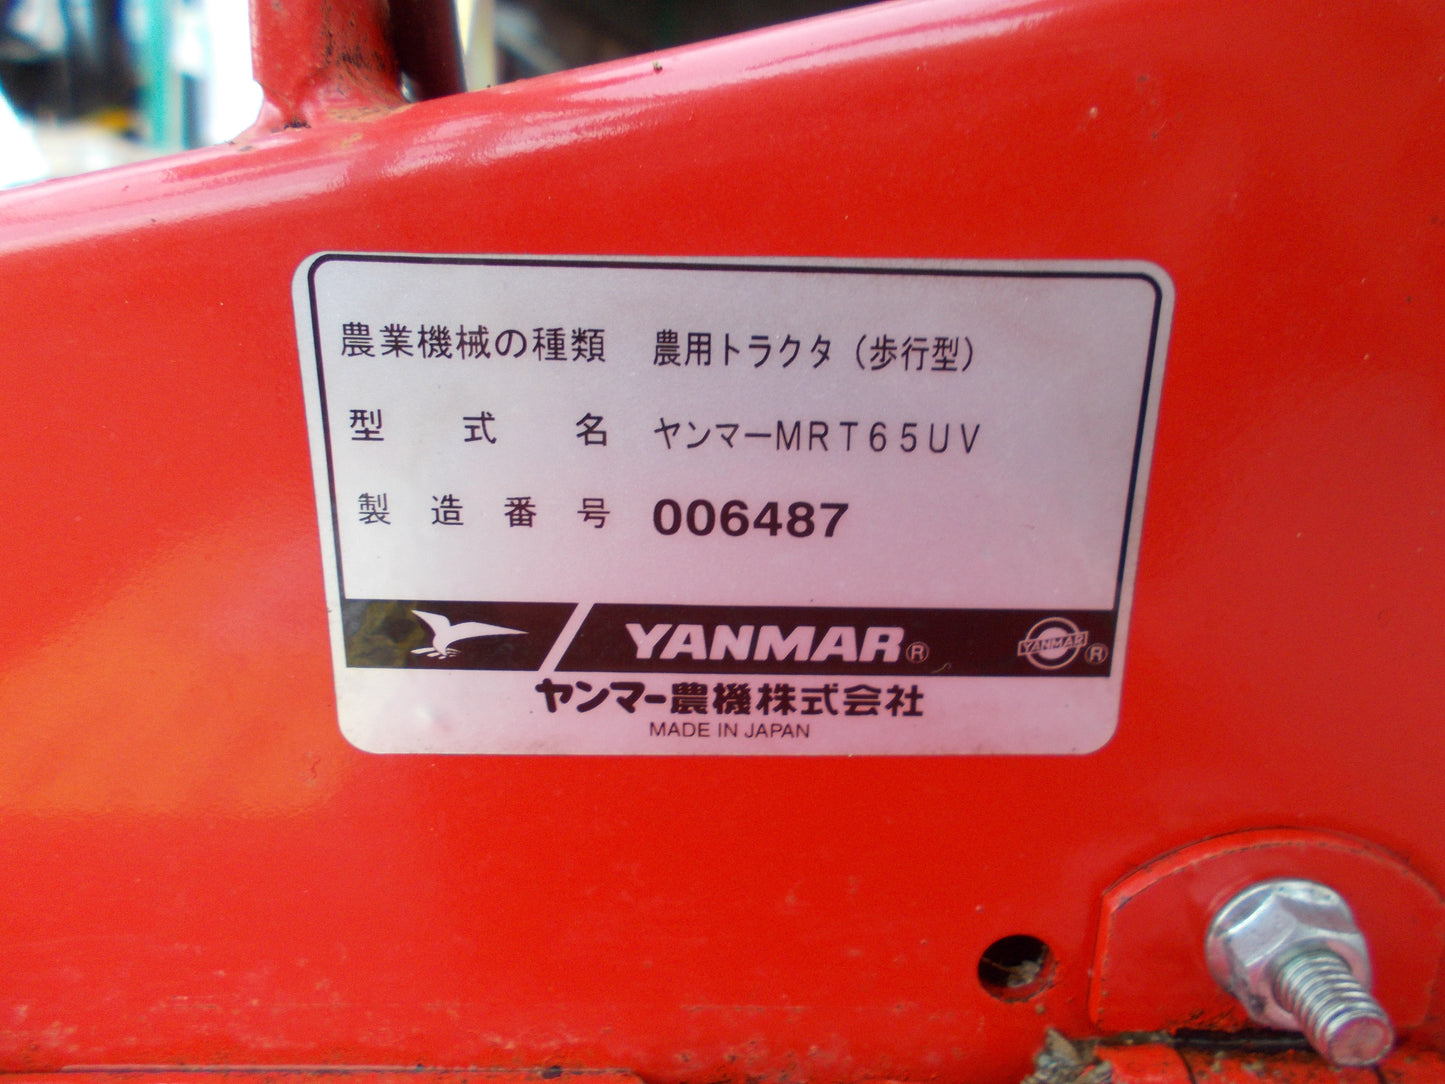 農業機械の種類 農用トラクタ（歩行型）
型式名 ヤンマーMRT65UV
製造番号 006487
YANMAR® YANMAR®
ヤンマー農機株式会社
MADE IN JAPAN